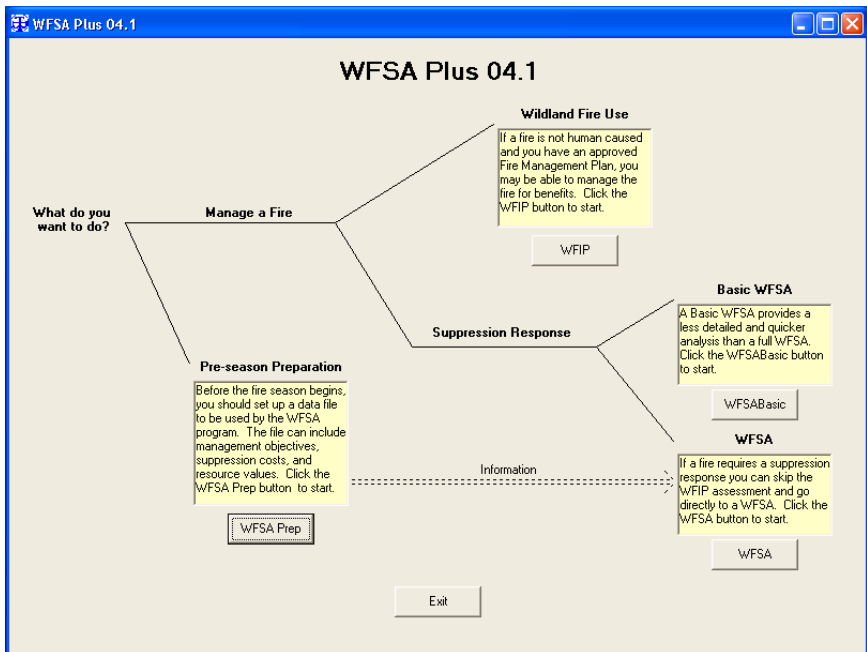 WFSA Plus 04.1
WFSA Plus 04.1
Wildland Fire Use
If a fire is not human caused
and you have an approved
Fire Management Plan, you
may be able to manage the
fire for benefits. Click the
WFIP button to start.
WFIP
What do you
want to do?
Manage a Fire
Suppression Response
Basic WFSA
A Basic WFSA provides a
less detailed and quicker
analysis than a full WFSA.
Click the WFSABasic button
to start.
WFSABasic
Pre-season Preparation
Before the fire season begins,
you should set up a data file
to be used by the WFSA
program. The file can include
management objectives,
suppression costs, and
resource values. Click the
WFSA Prep button to start.
WFSA Prep
Information
WFSA
If a fire requires a suppression
response you can skip the
WFIP assessment and go
directly to a WFSA. Click the
WFSA button to start.
WFSA
Exit